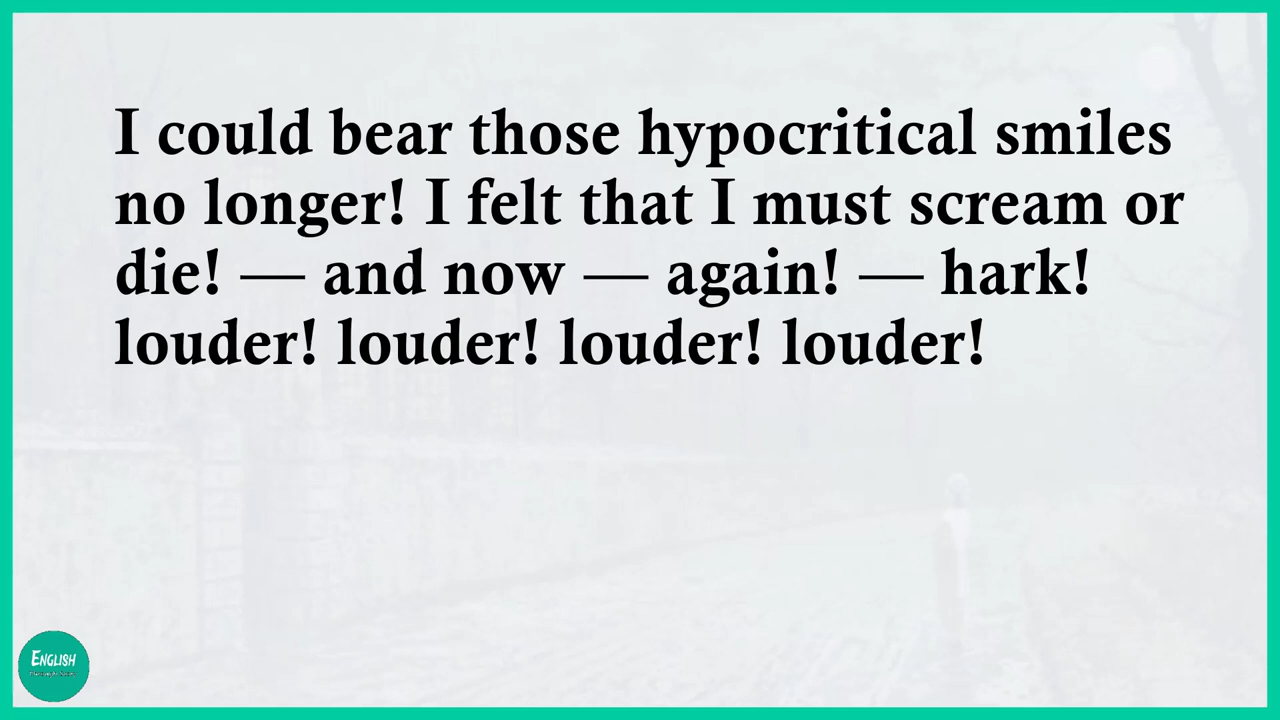 I could bear those hypocritical smiles
no longer! I felt that I must scream or
die! — and now — again! — hark!
louder! louder! louder! louder!
ENGLISH